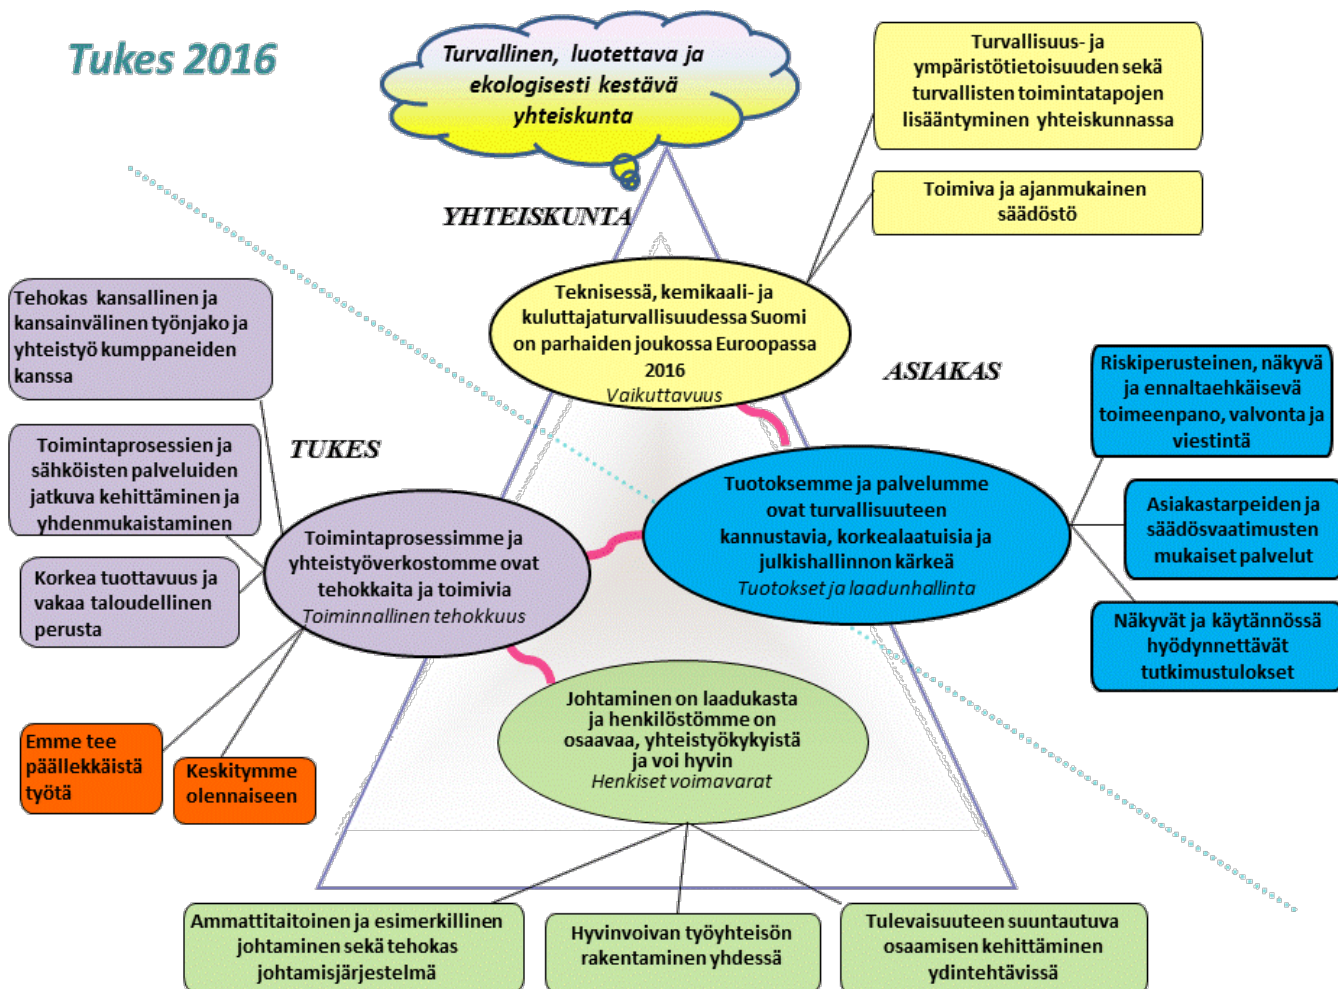 Tukes 2016
Turvallinen, luotettava ja
ekologisesti kestävä
yhteiskunta
Turvallisuus- ja
ympäristötietoisuuden sekä
turvallisten toimintatapojen
lisääntyminen yhteiskunnassa
Toimiva ja ajanmukainen
säädöstö
YHTEISKUNTA
Teknisessä, kemikaali- ja
kuluttajaturvallisuudessa Suomi
on parhaiden joukossa Euroopassa
2016
Vaikuttavuus
ASIAKAS
Tehokas kansallinen ja
kansainvälinen työnjako ja
yhteistyö kumppaneiden
kanssa
Toimintaprosessien ja
sähköisten palveluiden
jatkuva kehittäminen ja
yhdenmukaistaminen
Korkea tuottavuus ja
vakaa taloudellinen
perusta
TUKES
Toimintaprosessimme ja
yhteistyöverkostomme ovat
tehokkaita ja toimivia
Toiminnallinen tehokkuus
Tuotoksemme ja palvelumme
ovat turvallisuuteen
kannustavia, korkealaatuisia ja
julkishallinnon kärkeä
Tuotokset ja laadunhallinta
Riskiperusteinen, näkyvä
ja ennaltaehkäisevä
toimeenpano, valvonta ja
viestintä
Asiakastarpeiden ja
säädösvaatimusten
mukaiset palvelut
Näkyvät ja käytännössä
hyödynnettävät
tutkimustulokset
Emme tee
päällekkäistä
työtä
Keskitymme
olennaiseen
Johtaminen on laadukasta
ja henkilöstömme on
osaavaa, yhteistyökykyistä
ja voi hyvin
Henkiset voimavarat
Ammattitaitoinen ja esimerkillinen
johtaminen sekä tehokas
johtamisjärjestelmä
Hyvinvoivan työyhteisön
rakentaminen yhdessä
Tulevaisuuteen suuntautuva
osaamisen kehittäminen
ydintehtävissä